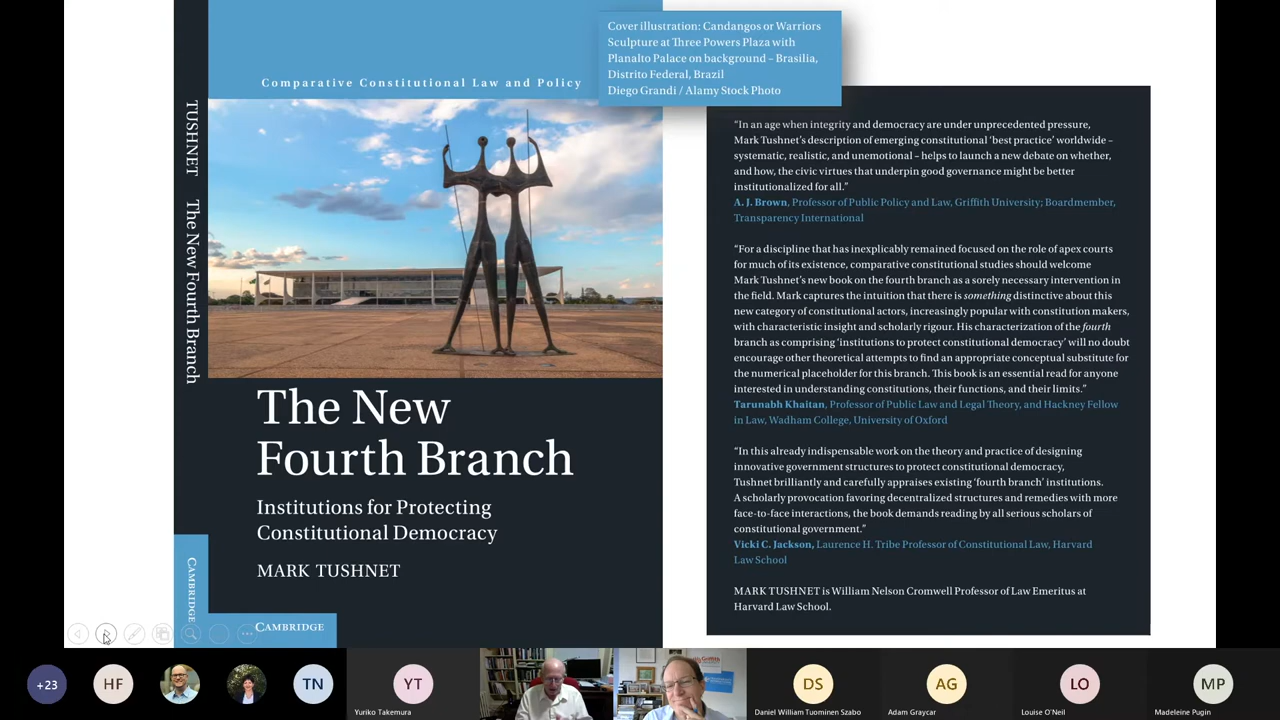 TUSHNET The New Fourth Branch
CAMBRIDGE
Comparative Constitutional Law and Policy
The New
Fourth Branch
Institutions for Protecting
Constitutional Democracy
MARK TUSHNET
CAMBRIDGE
Cover illustration: Candangos or Warriors
Sculpture at Three Powers Plaza with
Planalto Palace on background – Brasilia,
Distrito Federal, Brazil
Diego Grandi / Alamy Stock Photo
“In an age when integrity and democracy are under unprecedented pressure,
Mark Tushnet’s description of emerging constitutional ‘best practice’ worldwide –
systematic, realistic, and unemotional – helps to launch a new debate on whether,
and how, the civic virtues that underpin good governance might be better
institutionalized for all.”
A. J. Brown, Professor of Public Policy and Law, Griffith University; Boardmember,
Transparency International
“For a discipline that has inexplicably remained focused on the role of apex courts
for much of its existence, comparative constitutional studies should welcome
Mark Tushnet’s new book on the fourth branch as a sorely necessary intervention in
the field. Mark captures the intuition that there is something distinctive about this
new category of constitutional actors, increasingly popular with constitution makers,
with characteristic insight and scholarly rigour. His characterization of the fourth
branch as comprising ‘institutions to protect constitutional democracy’ will no doubt
encourage other theoretical attempts to find an appropriate conceptual substitute for
the numerical placeholder for this branch. This book is an essential read for anyone
interested in understanding constitutions, their functions, and their limits.”
Tarunabh Khaitan, Professor of Public Law and Legal Theory, and Hackney Fellow
in Law, Wadham College, University of Oxford
“In this already indispensable work on the theory and practice of designing
innovative government structures to protect constitutional democracy,
Tushnet brilliantly and carefully appraises existing ‘fourth branch’ institutions.
A scholarly provocation favoring decentralized structures and remedies with more
face-to-face interactions, the book demands reading by all serious scholars of
constitutional government.”
Vicki C. Jackson, Laurence H. Tribe Professor of Constitutional Law, Harvard
Law School
MARK TUSHNET is William Nelson Cromwell Professor of Law Emeritus at
Harvard Law School.
+23
HF
TN
YT
Yuriko Takemura
DS
Daniel William Tuominen Szabo
AG
Adam Graycar
LO
Louise O'Neil
MP
Madeleine Pugin